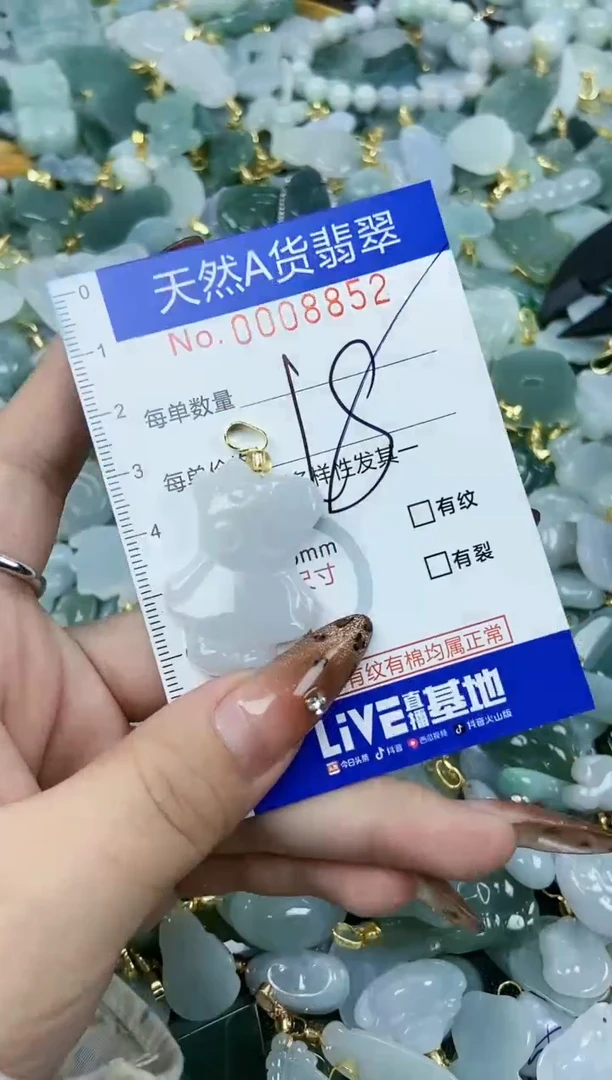 天然A货翡翠
No. 0008852
0
1
每单数量
18
2
3
每单
多样性发其一
4
□有纹
mm
□有裂
尺寸
有纹有棉均属正常
LiVE直播基地
今日头条 抖音 西瓜视频 抖音火山版